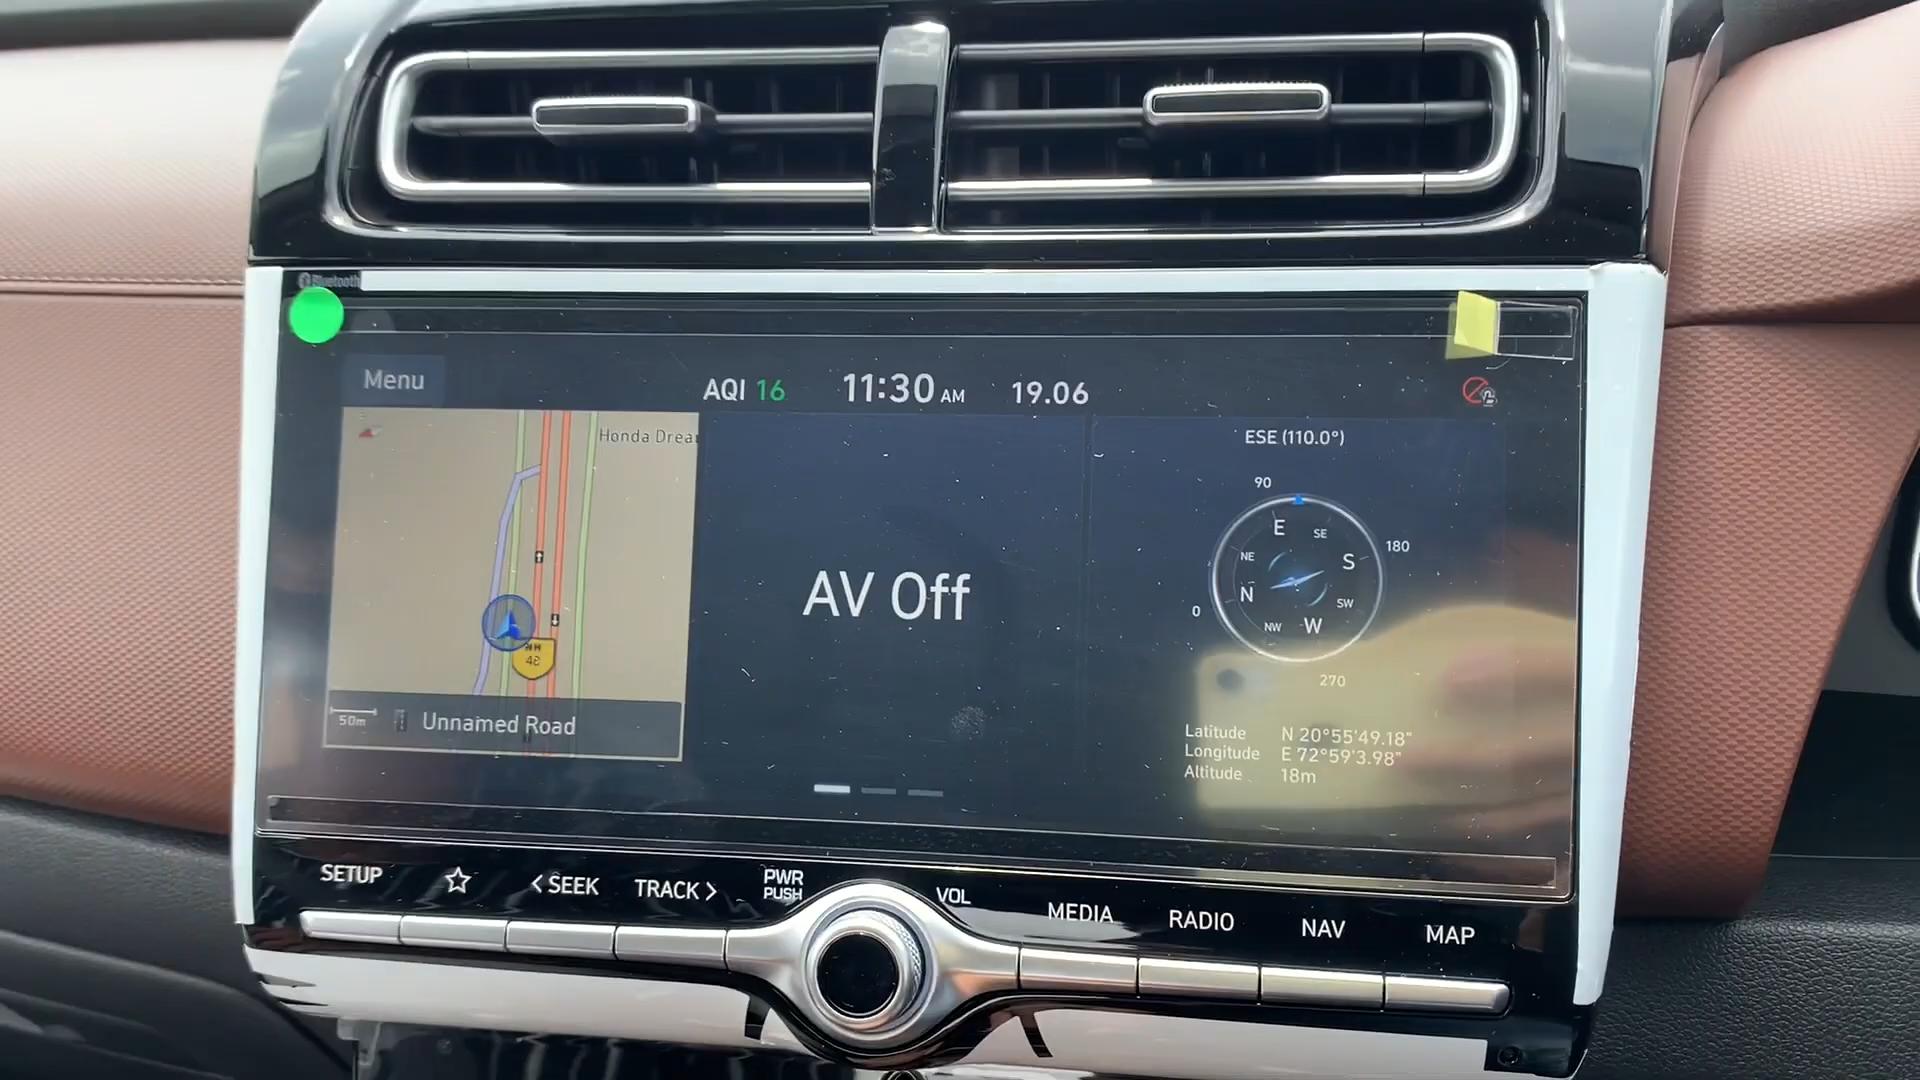 Bluetooth
Menu
AQI 16
11:30 AM
19.06
Honda Drea
NH
48
50m
Unnamed Road
AV Off
ESE (110.0°)
90
180
270
0
E
SE
S
SW
W
NW
N
NE
Latitude N 20°55'49.18"
Longitude E 72°59'3.98"
Altitude 18m
SETUP
< SEEK
TRACK >
PWR
PUSH
VOL
MEDIA
RADIO
NAV
MAP